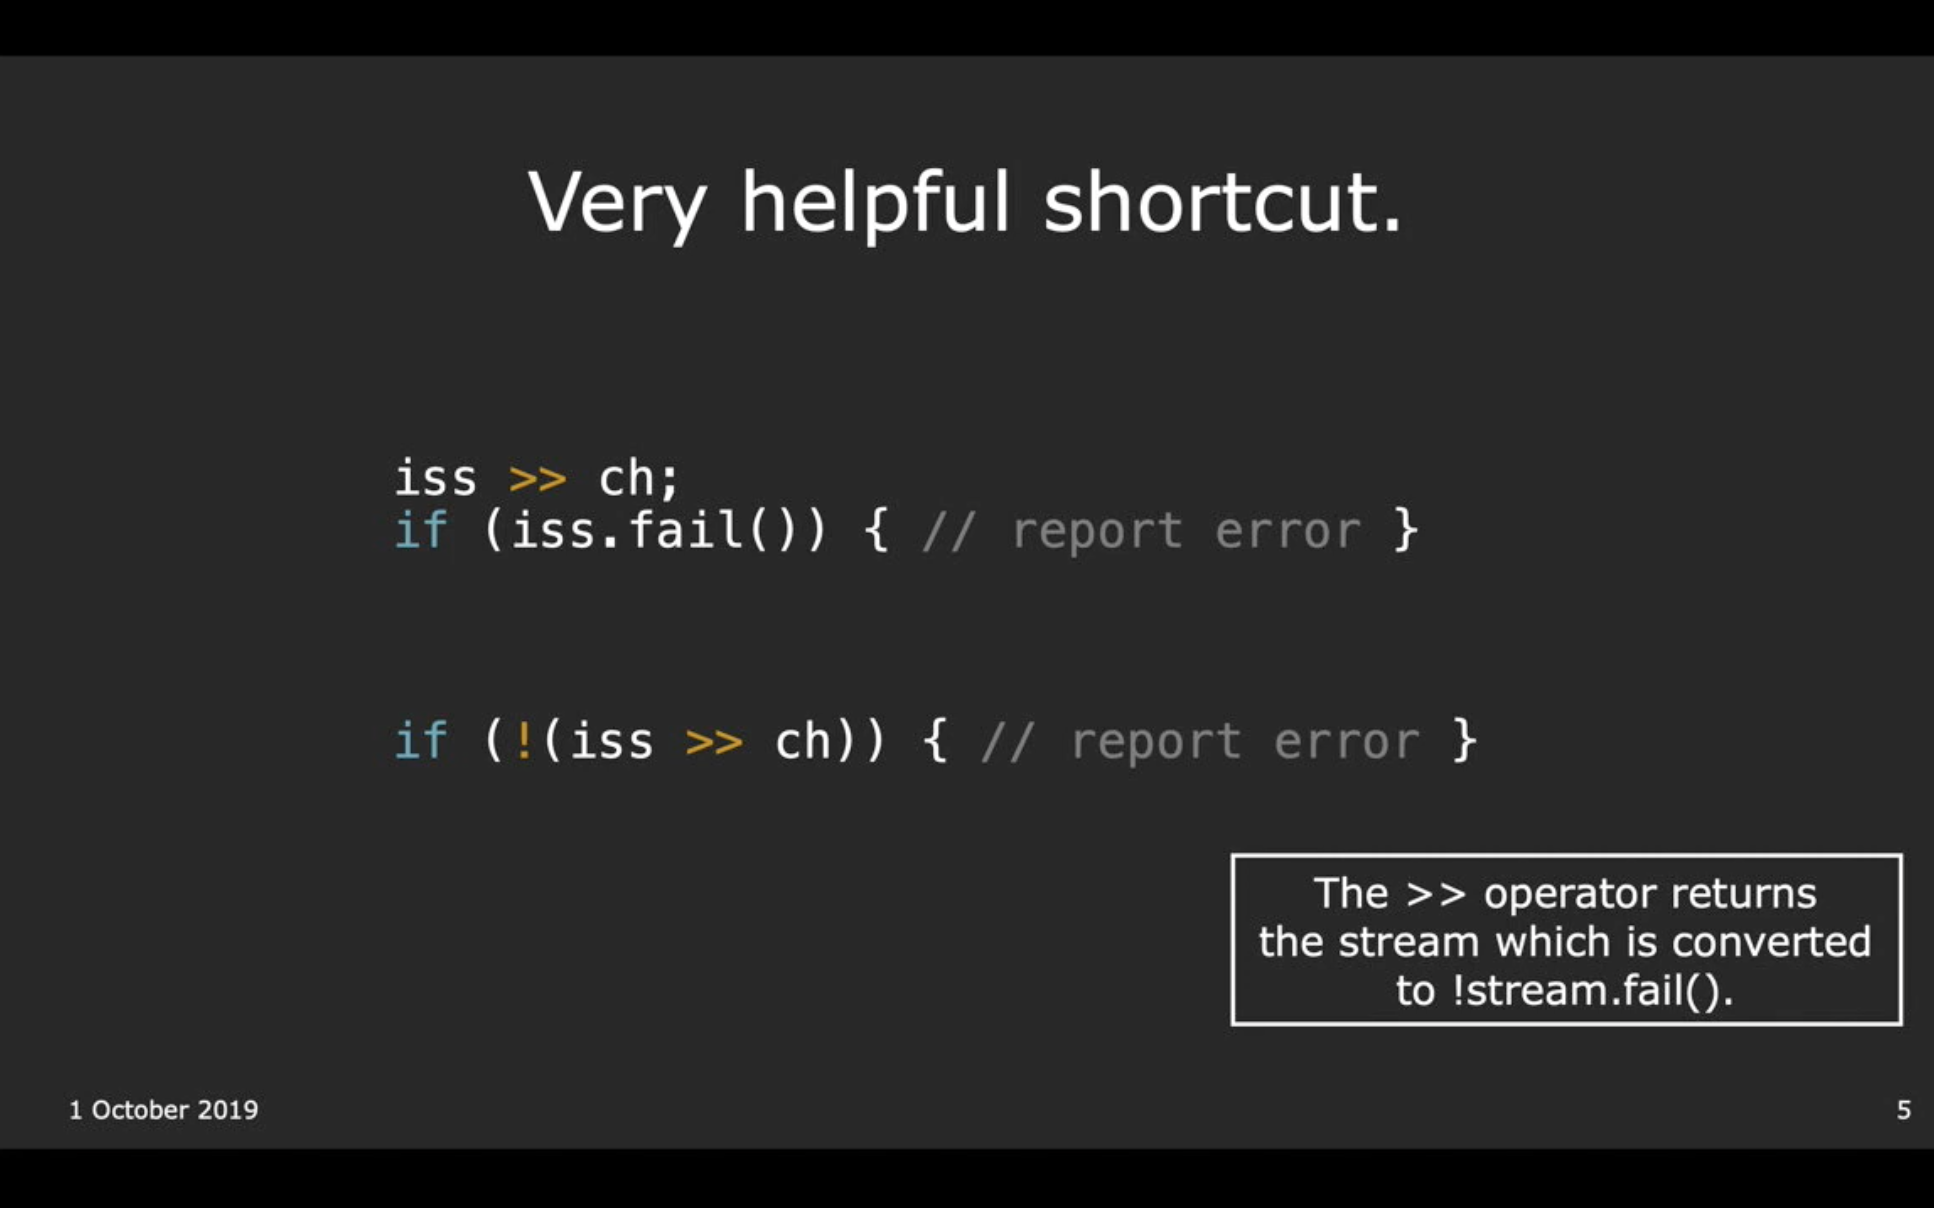 Very helpful shortcut.
iss >> ch;
if (iss.fail()) { // report error }
if (!(iss >> ch)) { // report error }
The >> operator returns
the stream which is converted
to !stream.fail().
1 October 2019
5